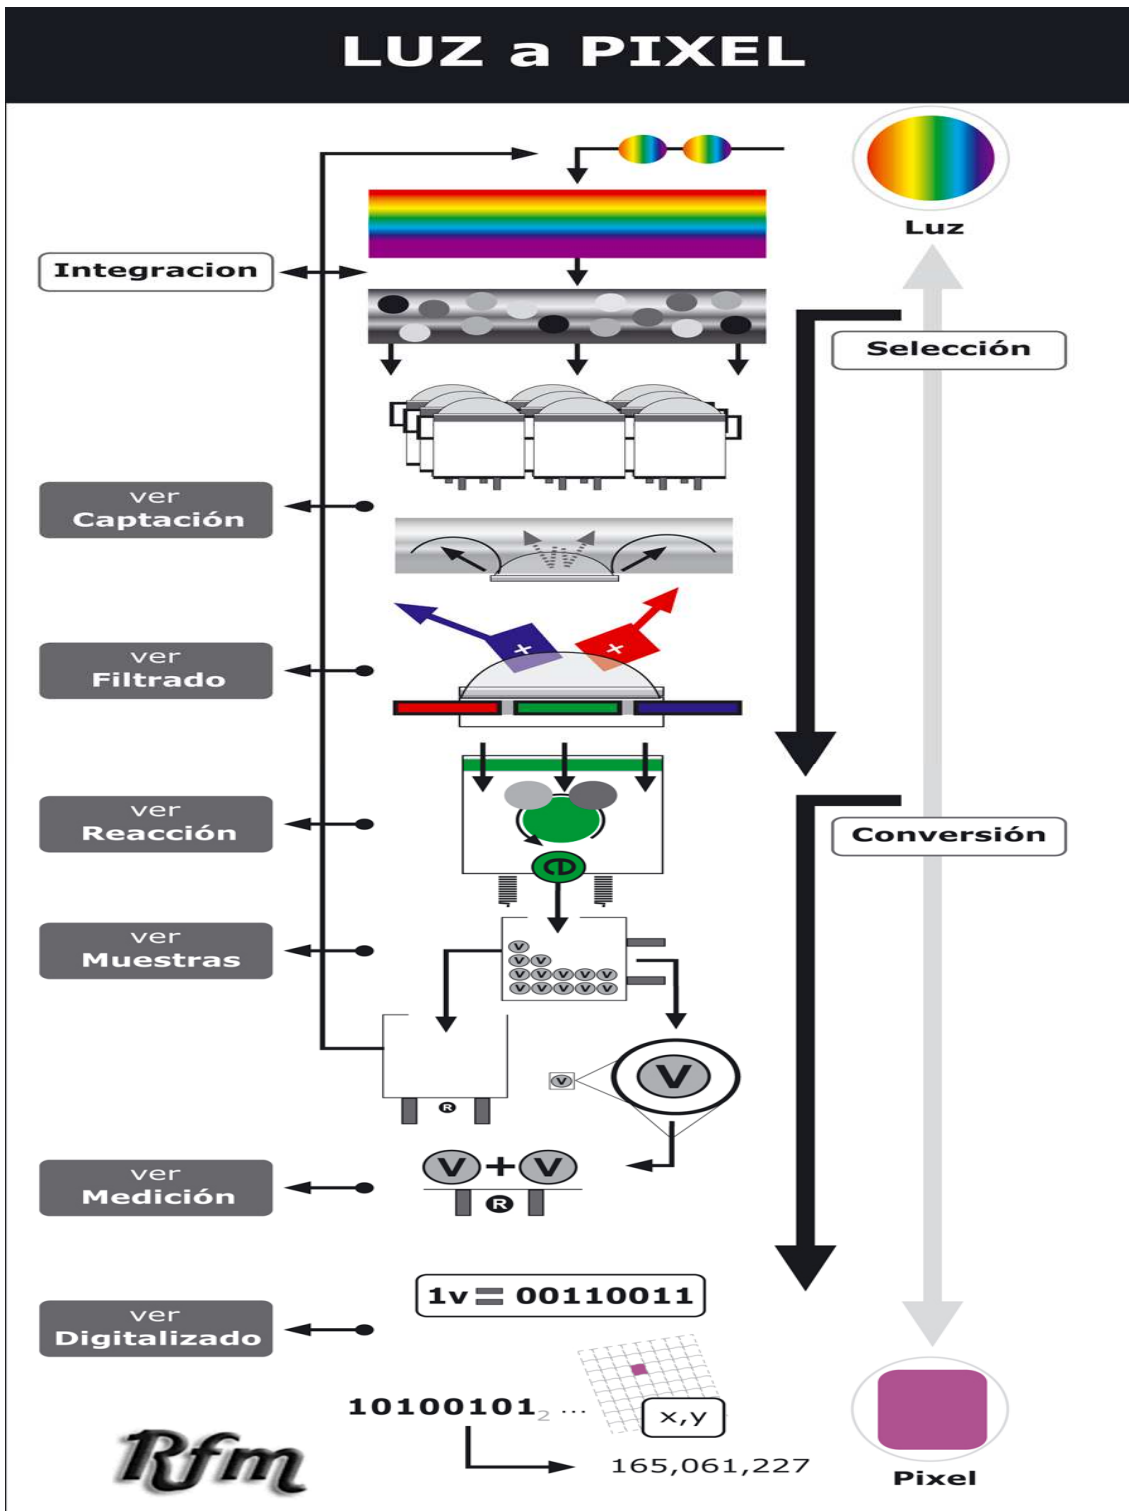 LUZ a PIXEL
Luz
Integracion
Selección
ver
Captación
ver
Filtrado
+ +
ver
Reacción
Conversión
e
ver
Muestras
V
V V
V V V V V
V V V V V
V
V
R
ver
Medición
V + V
R
1v = 00110011
ver
Digitalizado
10100101₂ ...
x,y
165,061,227
Pixel
Rfm